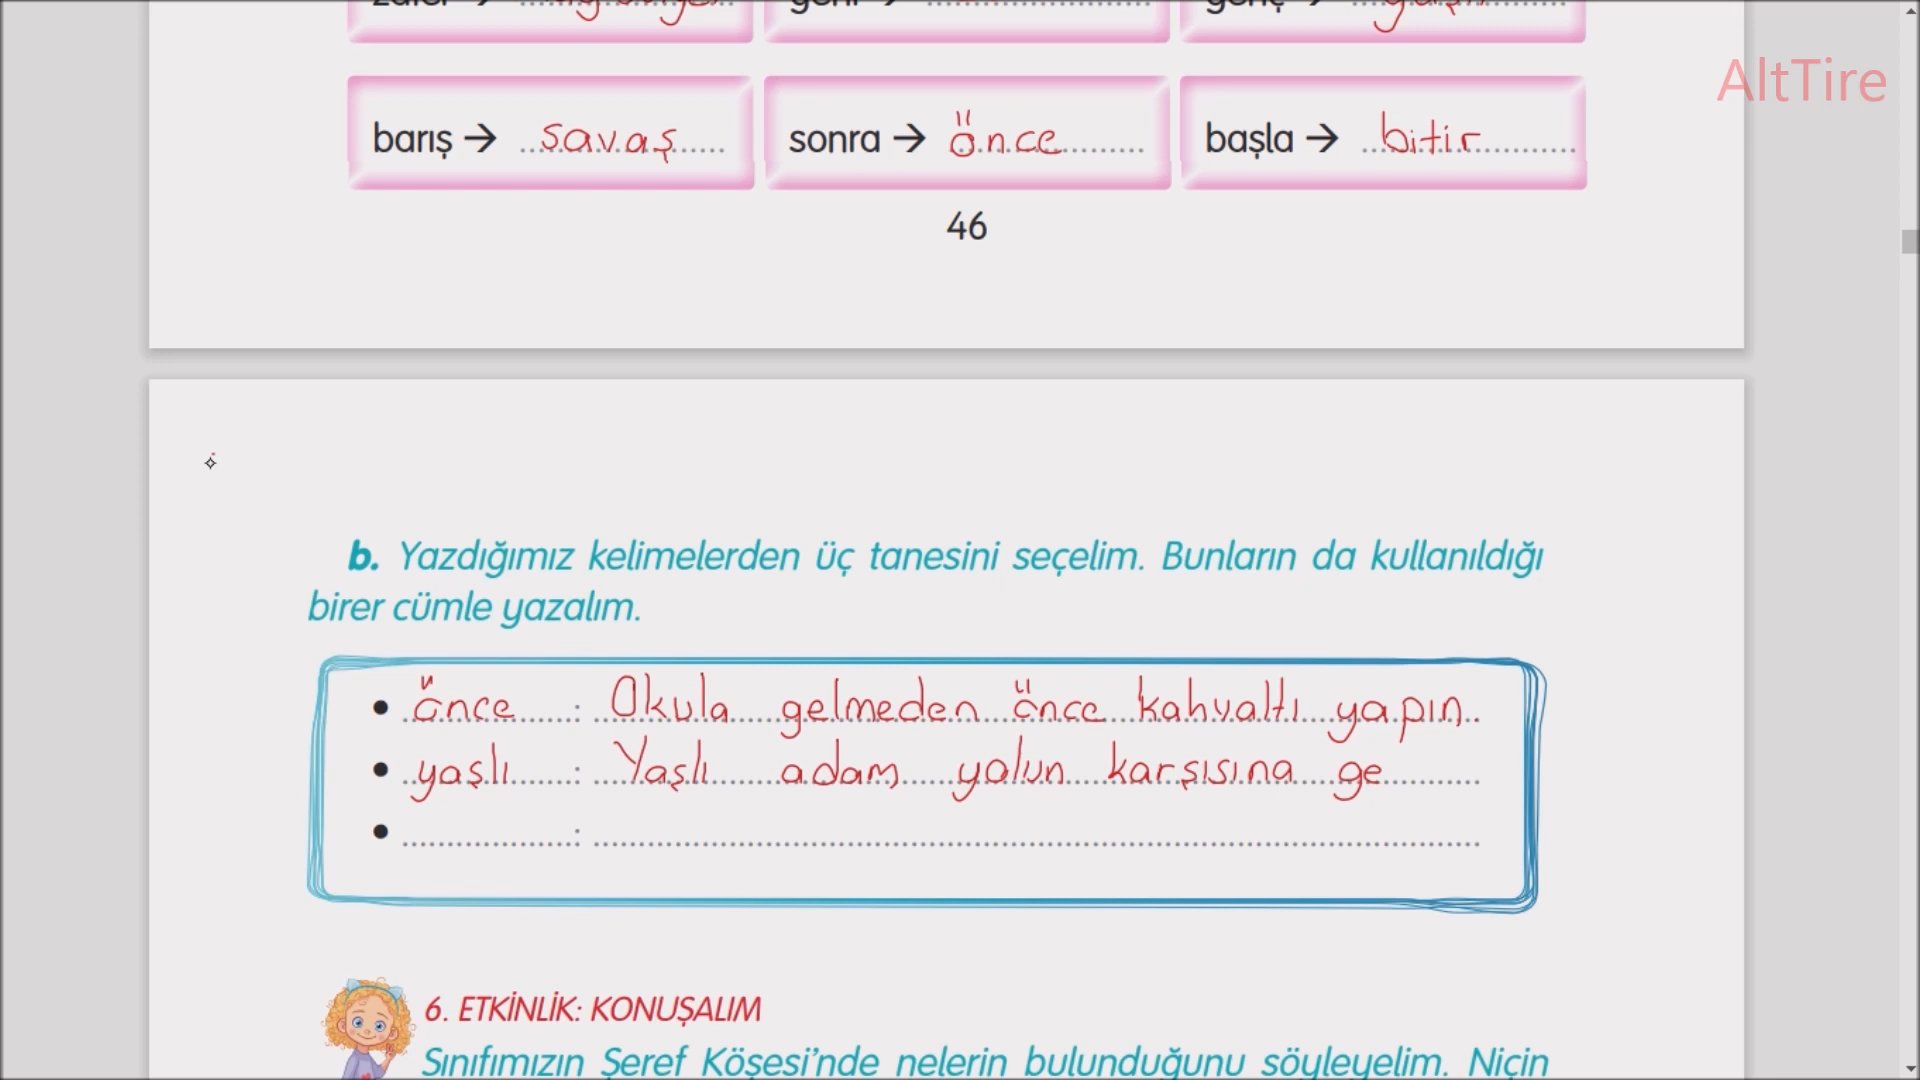 AltTire
barış → savaş sonra → önce başla → bitir
46
b. Yazdığımız kelimelerden üç tanesini seçelim. Bunların da kullanıldığı
birer cümle yazalım.
• önce : Okula gelmeden önce kahvaltı yapın.
• yaşlı : Yaşlı adam yolun karşısına ge
• :
6. ETKİNLİK: KONUŞALIM
Sınıfımızın Şeref Köşesi’nde nelerin bulunduğunu söyleyelim. Niçin